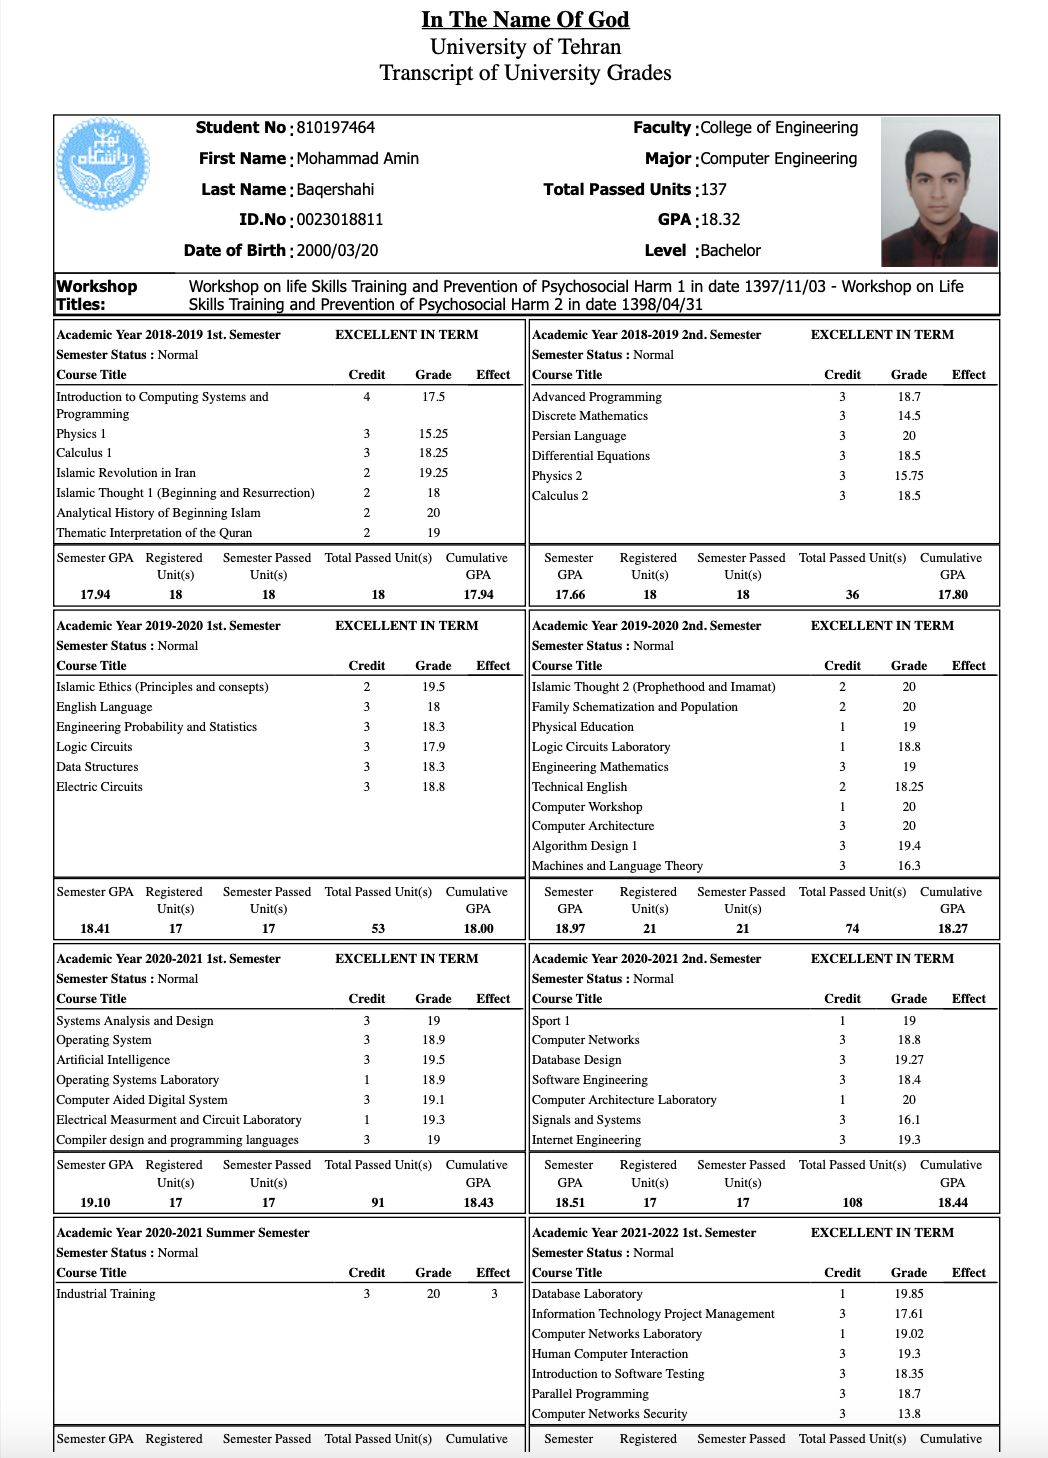 In The Name Of God
University of Tehran
Transcript of University Grades
تهران
دانشگاه
Student No : 810197464
Faculty : College of Engineering
First Name : Mohammad Amin
Major : Computer Engineering
Last Name : Baqershahi
Total Passed Units : 137
ID.No : 0023018811
GPA : 18.32
Date of Birth : 2000/03/20
Level : Bachelor
Workshop Titles: Workshop on life Skills Training and Prevention of Psychosocial Harm 1 in date 1397/11/03 - Workshop on Life
Skills Training and Prevention of Psychosocial Harm 2 in date 1398/04/31
Academic Year 2018-2019 1st. Semester EXCELLENT IN TERM
Semester Status : Normal
Course Title Credit Grade Effect
Introduction to Computing Systems and 4 17.5
Programming
Physics 1 3 15.25
Calculus 1 3 18.25
Islamic Revolution in Iran 2 19.25
Islamic Thought 1 (Beginning and Resurrection) 2 18
Analytical History of Beginning Islam 2 20
Thematic Interpretation of the Quran 2 19
Semester GPA Registered Semester Passed Total Passed Unit(s) Cumulative
Unit(s) Unit(s) GPA
17.94 18 18 18 17.94
Academic Year 2018-2019 2nd. Semester EXCELLENT IN TERM
Semester Status : Normal
Course Title Credit Grade Effect
Advanced Programming 3 18.7
Discrete Mathematics 3 14.5
Persian Language 3 20
Differential Equations 3 18.5
Physics 2 3 15.75
Calculus 2 3 18.5
Semester Registered Semester Passed Total Passed Unit(s) Cumulative
GPA Unit(s) Unit(s) GPA
17.66 18 18 36 17.80
Academic Year 2019-2020 1st. Semester EXCELLENT IN TERM
Semester Status : Normal
Course Title Credit Grade Effect
Islamic Ethics (Principles and consepts) 2 19.5
English Language 3 18
Engineering Probability and Statistics 3 18.3
Logic Circuits 3 17.9
Data Structures 3 18.3
Electric Circuits 3 18.8
Semester GPA Registered Semester Passed Total Passed Unit(s) Cumulative
Unit(s) Unit(s) GPA
18.41 17 17 53 18.00
Academic Year 2019-2020 2nd. Semester EXCELLENT IN TERM
Semester Status : Normal
Course Title Credit Grade Effect
Islamic Thought 2 (Prophethood and Imamat) 2 20
Family Schematization and Population 2 20
Physical Education 1 19
Logic Circuits Laboratory 1 18.8
Engineering Mathematics 3 19
Technical English 2 18.25
Computer Workshop 1 20
Computer Architecture 3 20
Algorithm Design 1 3 19.4
Machines and Language Theory 3 16.3
Semester Registered Semester Passed Total Passed Unit(s) Cumulative
GPA Unit(s) Unit(s) GPA
18.97 21 21 74 18.27
Academic Year 2020-2021 1st. Semester EXCELLENT IN TERM
Semester Status : Normal
Course Title Credit Grade Effect
Systems Analysis and Design 3 19
Operating System 3 18.9
Artificial Intelligence 3 19.5
Operating Systems Laboratory 1 18.9
Computer Aided Digital System 3 19.1
Electrical Measurment and Circuit Laboratory 1 19.3
Compiler design and programming languages 3 19
Semester GPA Registered Semester Passed Total Passed Unit(s) Cumulative
Unit(s) Unit(s) GPA
19.10 17 17 91 18.43
Academic Year 2020-2021 2nd. Semester EXCELLENT IN TERM
Semester Status : Normal
Course Title Credit Grade Effect
Sport 1 1 19
Computer Networks 3 18.8
Database Design 3 19.27
Software Engineering 3 18.4
Computer Architecture Laboratory 1 20
Signals and Systems 3 16.1
Internet Engineering 3 19.3
Semester Registered Semester Passed Total Passed Unit(s) Cumulative
GPA Unit(s) Unit(s) GPA
18.51 17 17 108 18.44
Academic Year 2020-2021 Summer Semester
Semester Status : Normal
Course Title Credit Grade Effect
Industrial Training 3 20 3
Semester GPA Registered Semester Passed Total Passed Unit(s) Cumulative
Academic Year 2021-2022 1st. Semester EXCELLENT IN TERM
Semester Status : Normal
Course Title Credit Grade Effect
Database Laboratory 1 19.85
Information Technology Project Management 3 17.61
Computer Networks Laboratory 1 19.02
Human Computer Interaction 3 19.3
Introduction to Software Testing 3 18.35
Parallel Programming 3 18.7
Computer Networks Security 3 13.8
Semester Registered Semester Passed Total Passed Unit(s) Cumulative